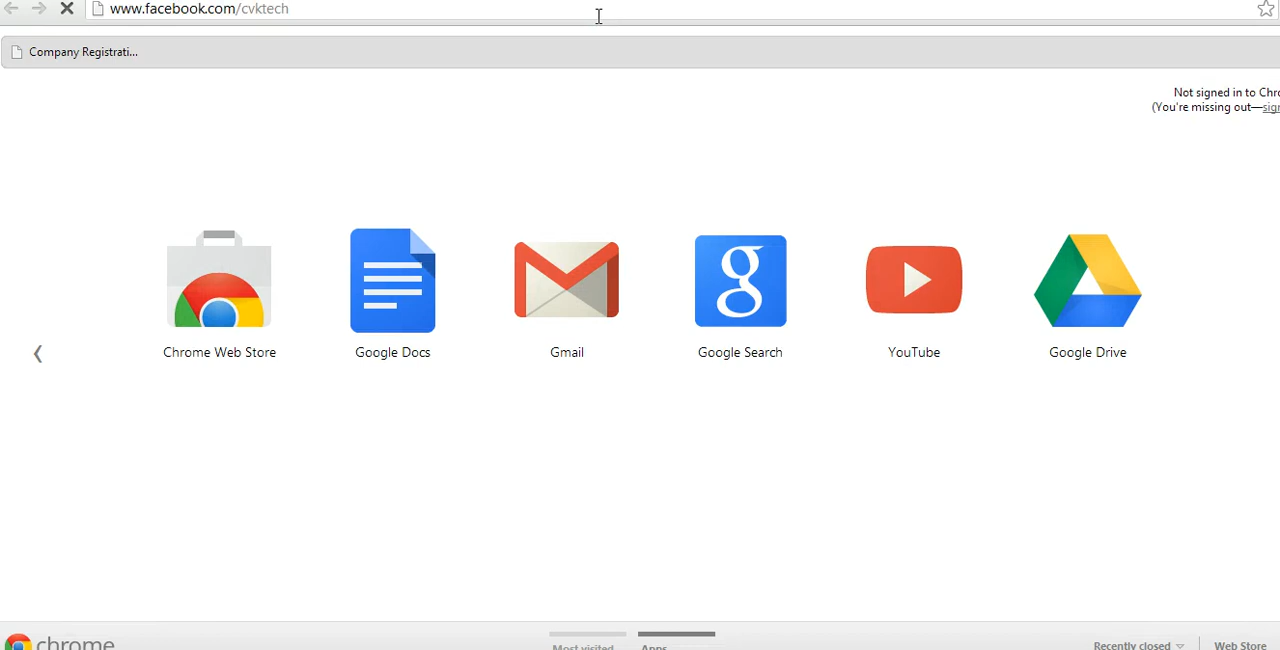 www.facebook.com/cvktech
Company Registrati...
Not signed in to Chro
(You're missing out—sign
Chrome Web Store
Google Docs
Gmail
Google Search
YouTube
Google Drive
chrome
Most visited
Apps
Recently closed
Web Store